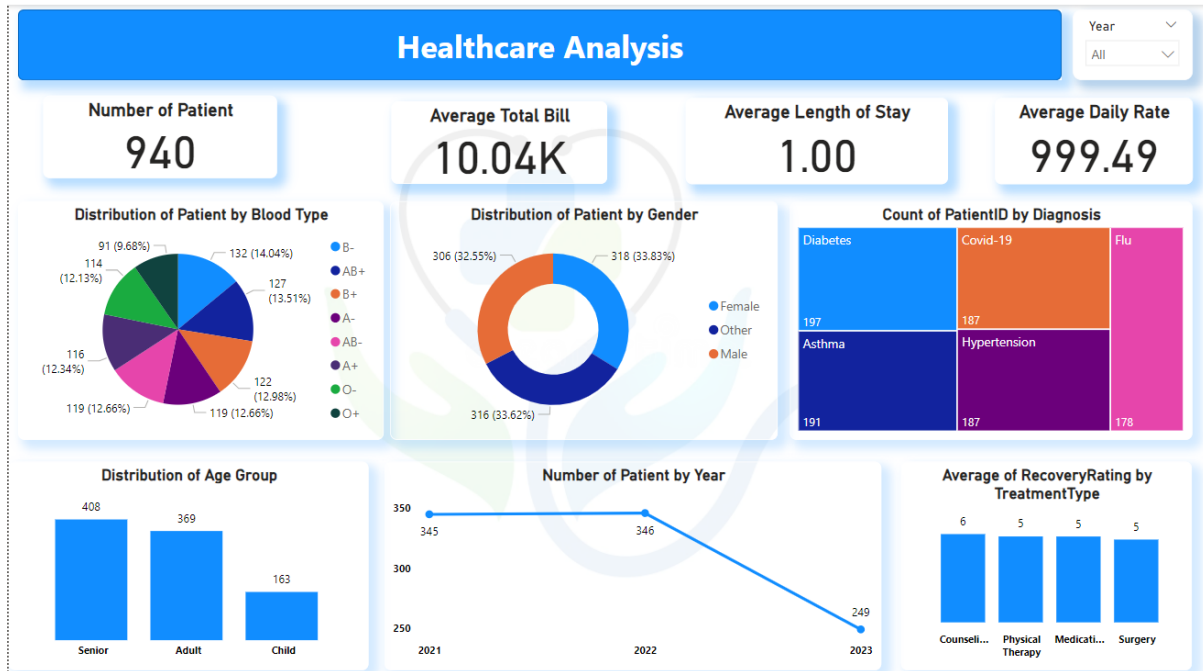 Healthcare Analysis
Year
All
Number of Patient
940
Average Total Bill
10.04K
Average Length of Stay
1.00
Average Daily Rate
999.49
Distribution of Patient by Blood Type
132 (14.04%)
127
(13.51%)
122
(12.98%)
119 (12.66%)
119 (12.66%)
116
(12.34%)
114
(12.13%)
91 (9.68%)
B-
AB+
B+
A-
AB-
A+
O-
O+
Distribution of Patient by Gender
306 (32.55%)
318 (33.83%)
316 (33.62%)
Female
Other
Male
Count of PatientID by Diagnosis
Diabetes
197
Asthma
191
Covid-19
187
Hypertension
187
Flu
178
Distribution of Age Group
408
369
163
Senior
Adult
Child
Number of Patient by Year
350
300
250
345
346
249
2021
2022
2023
Average of RecoveryRating by
TreatmentType
6
5
5
5
Counseli...
Physical
Therapy
Medicati...
Surgery